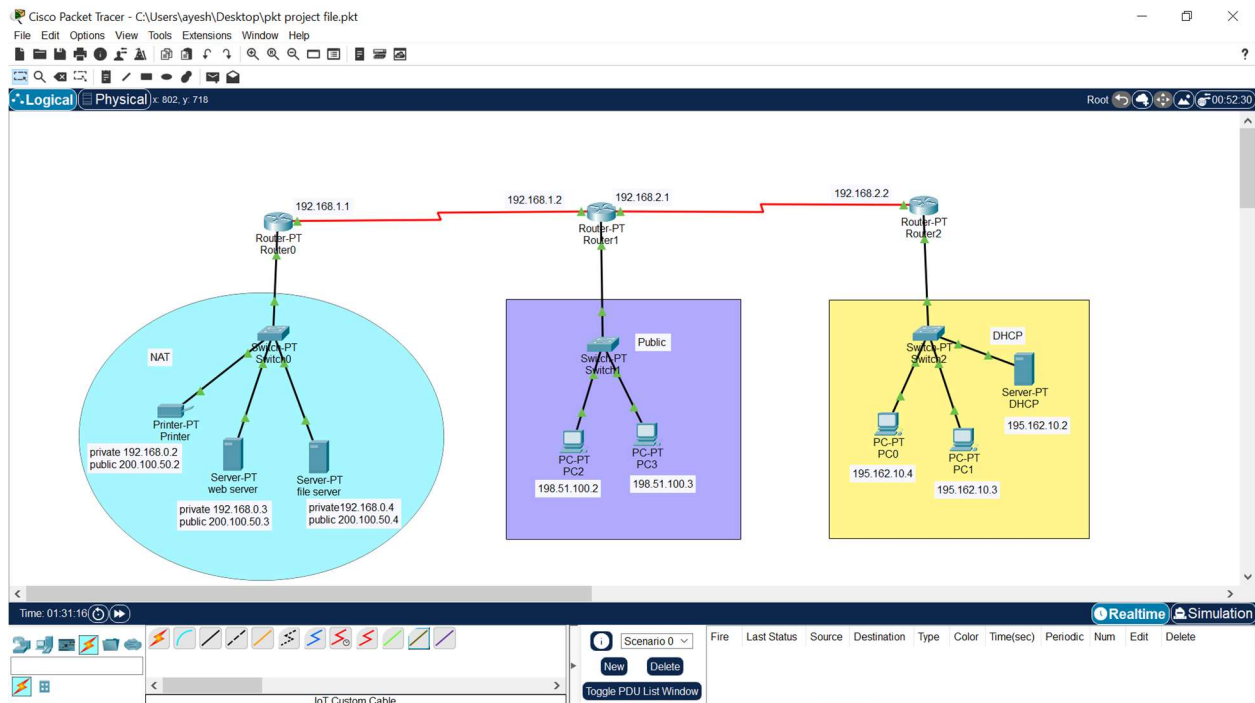 Cisco Packet Tracer - C:\Users\ayesh\Desktop\pkt project file.pkt
File Edit Options View Tools Extensions Window Help
?
Logical Physical x: 802, y: 718 Root 00:52:30
192.168.1.1
192.168.1.2
192.168.2.1
192.168.2.2
Router-PT
Router0
Router-PT
Router1
Router-PT
Router2
NAT
Switch-PT
Switch0
Printer-PT
Printer
private 192.168.0.2
public 200.100.50.2
Server-PT
web server
private 192.168.0.3
public 200.100.50.3
Server-PT
file server
private192.168.0.4
public 200.100.50.4
Public
Switch-PT
Switch1
PC-PT
PC2
198.51.100.2
PC-PT
PC3
198.51.100.3
DHCP
Switch-PT
Switch2
Server-PT
DHCP
195.162.10.2
PC-PT
PC0
195.162.10.4
PC-PT
PC1
195.162.10.3
Time: 01:31:16
Realtime Simulation
Scenario 0
New Delete
Toggle PDU List Window
Fire Last Status Source Destination Type Color Time(sec) Periodic Num Edit Delete
IoT Custom Cable